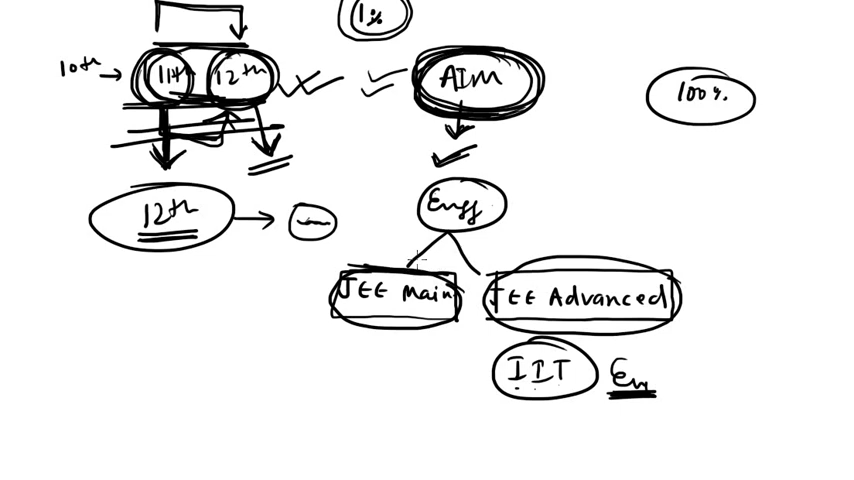 1%
10th → 11th 12th
AIM
100%
12th →
Engg
JEE Main
JEE Advanced
IIT